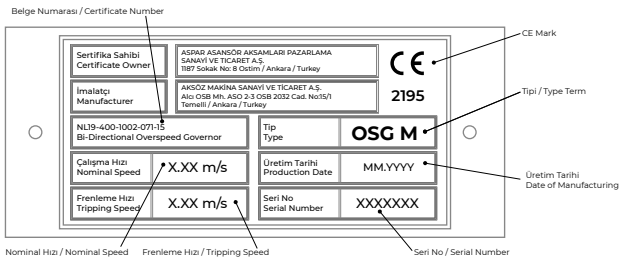 Belge Numarası / Certificate Number
CE Mark
Sertifika Sahibi
Certificate Owner
ASPAR ASANSÖR AKSAMLARI PAZARLAMA
SANAYİ VE TICARET A.Ş.
1187 Sokak No: 8 Ostim / Ankara / Turkey
CE
İmalatçı
Manufacturer
AKSÖZ MAKİNA SANAYİ VE TİCARET A.Ş.
Alcı OSB Mh. ASO 2-3 OSB 2032 Cad. No:15/1
Temelli / Ankara / Turkey
2195
Tipi / Type Term
NL19-400-1002-071-15
Bi-Directional Overspeed Governor
Tip
Type
OSG M
Çalışma Hızı
Nominal Speed
X.XX m/s
Üretim Tarihi
Production Date
MM.YYYY
Üretim Tarihi
Date of Manufacturing
Frenleme Hızı
Tripping Speed
X.XX m/s
Seri No
Serial Number
XXXXXXX
Nominal Hızı / Nominal Speed
Frenleme Hızı / Tripping Speed
Seri No / Serial Number